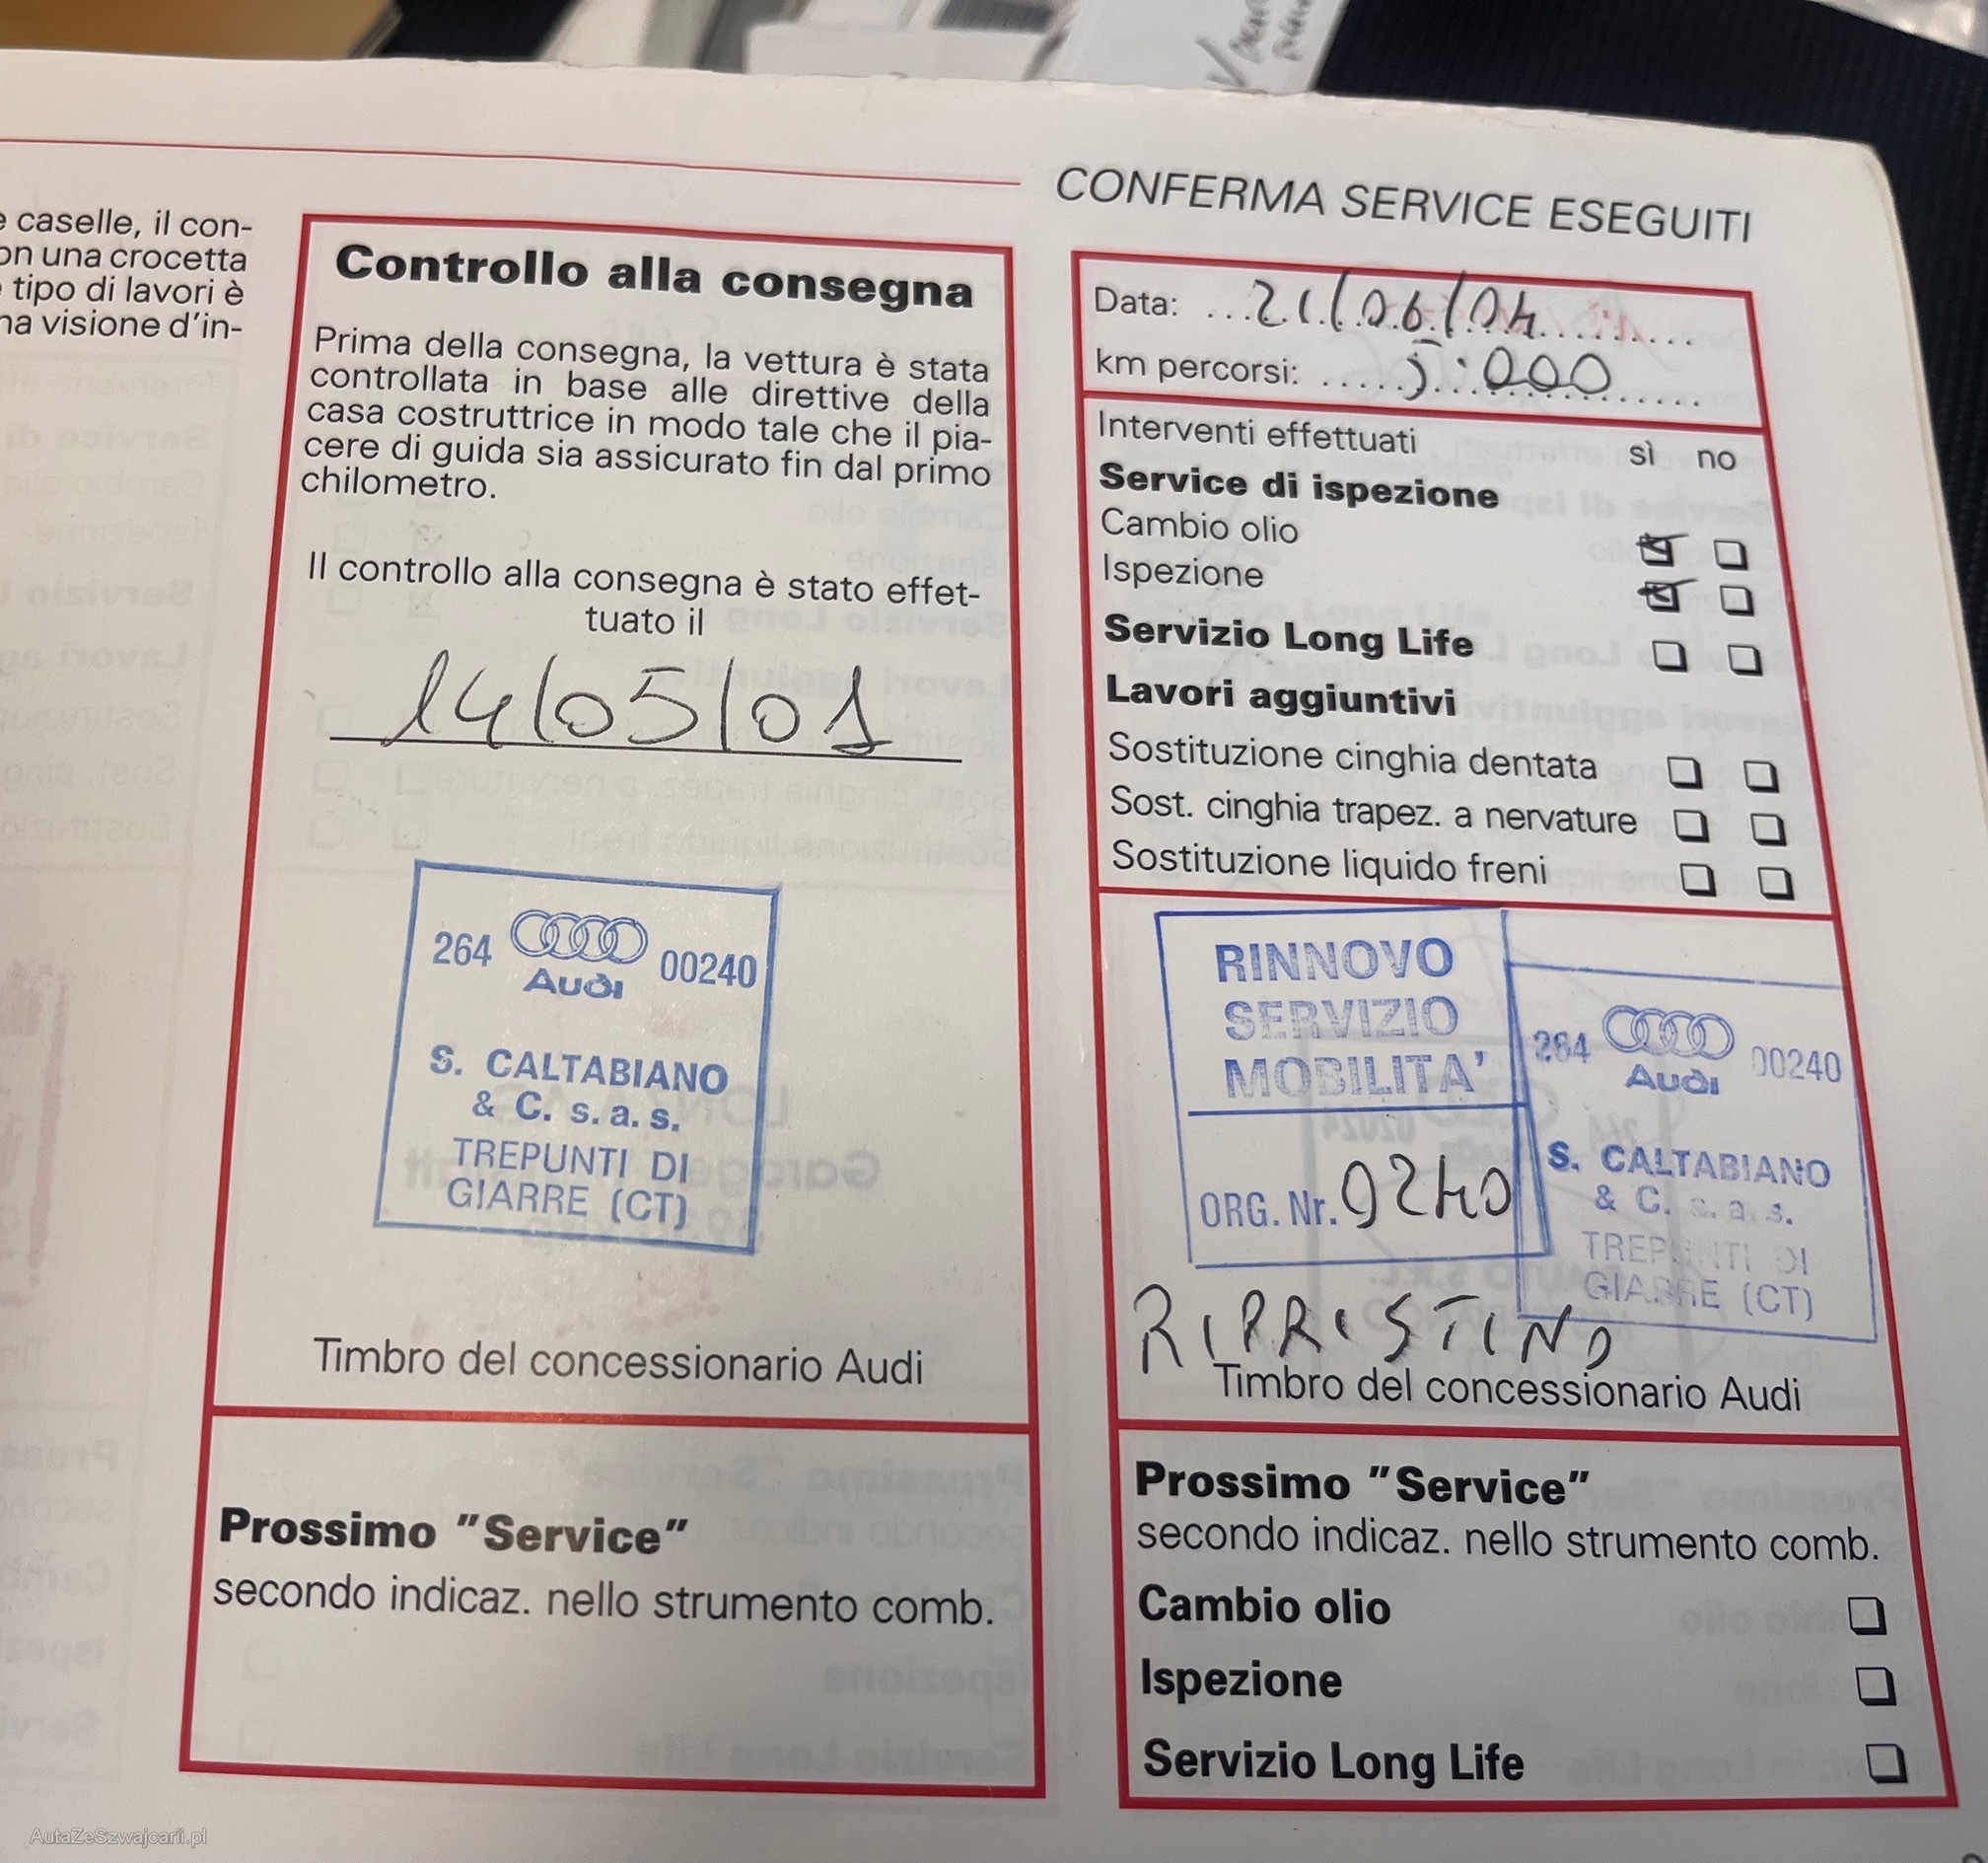 CONFERMA SERVICE ESEGUITI
caselle, il con-
una crocetta
tipo di lavori è
visione d'in-
Controllo alla consegna
Prima della consegna, la vettura è stata
controllata in base alle direttive della
casa costruttrice in modo tale che il pia-
cere di guida sia assicurato fin dal primo
chilometro.
Il controllo alla consegna è stato effet-
tuato il
14/05/01
264 Audi 00240
S. CALTABIANO
& C. s. a. s.
TREPUNTI DI
GIARRE (CT)
Timbro del concessionario Audi
Prossimo "Service"
secondo indicaz. nello strumento comb.
Data: 21/06/04
km percorsi: 5.000
Interventi effettuati sì no
Service di ispezione
Cambio olio
Ispezione
Servizio Long Life
Lavori aggiuntivi
Sostituzione cinghia dentata
Sost. cinghia trapez. a nervature
Sostituzione liquido freni
RINNOVO
SERVIZIO
MOBILITA'
ORG. Nr. 0240
264 Audi 00240
S. CALTABIANO
& C. s. a. s.
TREPUNTI DI
GIARRE (CT)
RIPRISTINO
Timbro del concessionario Audi
Prossimo "Service"
secondo indicaz. nello strumento comb.
Cambio olio
Ispezione
Servizio Long Life
AutaZeSzwajcarii.pl